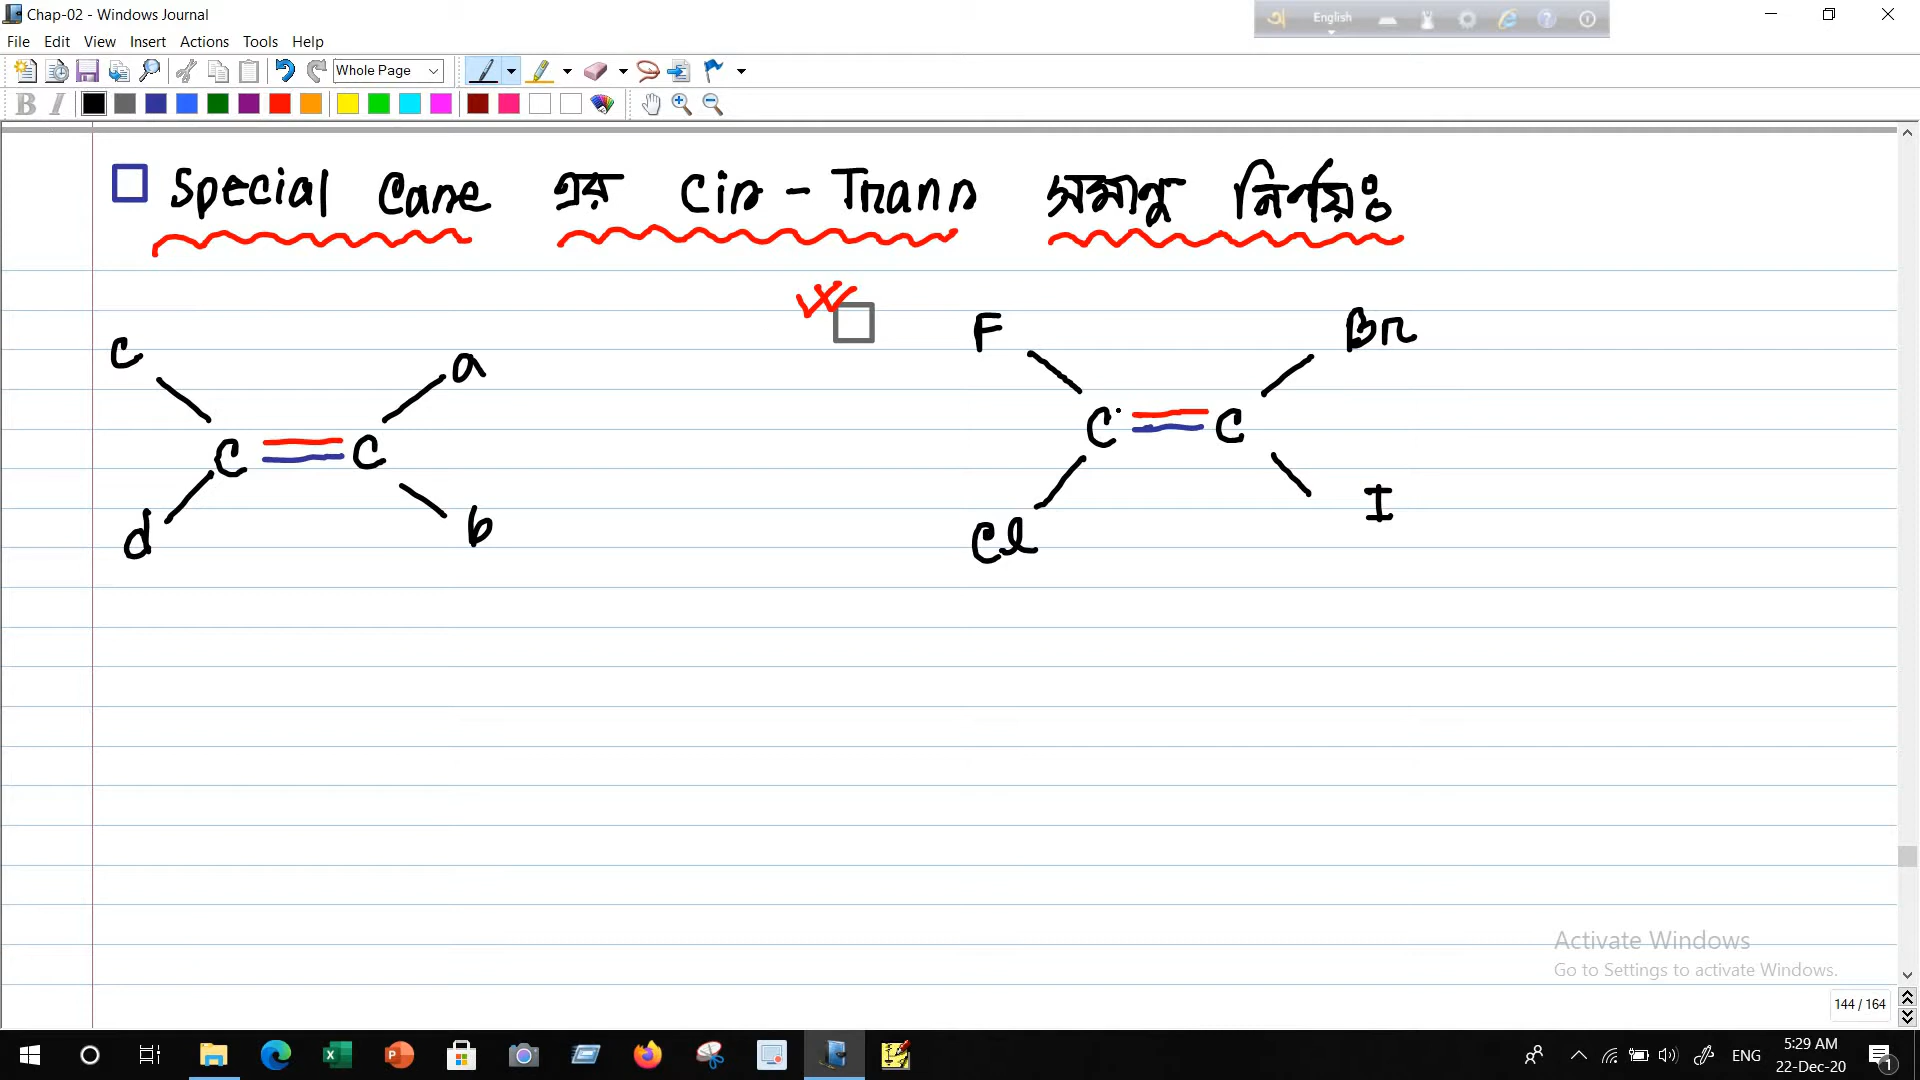 Chap-02 - Windows Journal
English
File Edit View Insert Actions Tools Help
Whole Page
B I
Special Case এর Cis - Trans সমাণু নির্ণয়ঃ
F Br
c a
C C
C C
d b
I
Cl
Activate Windows
Go to Settings to activate Windows.
144 / 164
ENG
5:29 AM
22-Dec-20
1